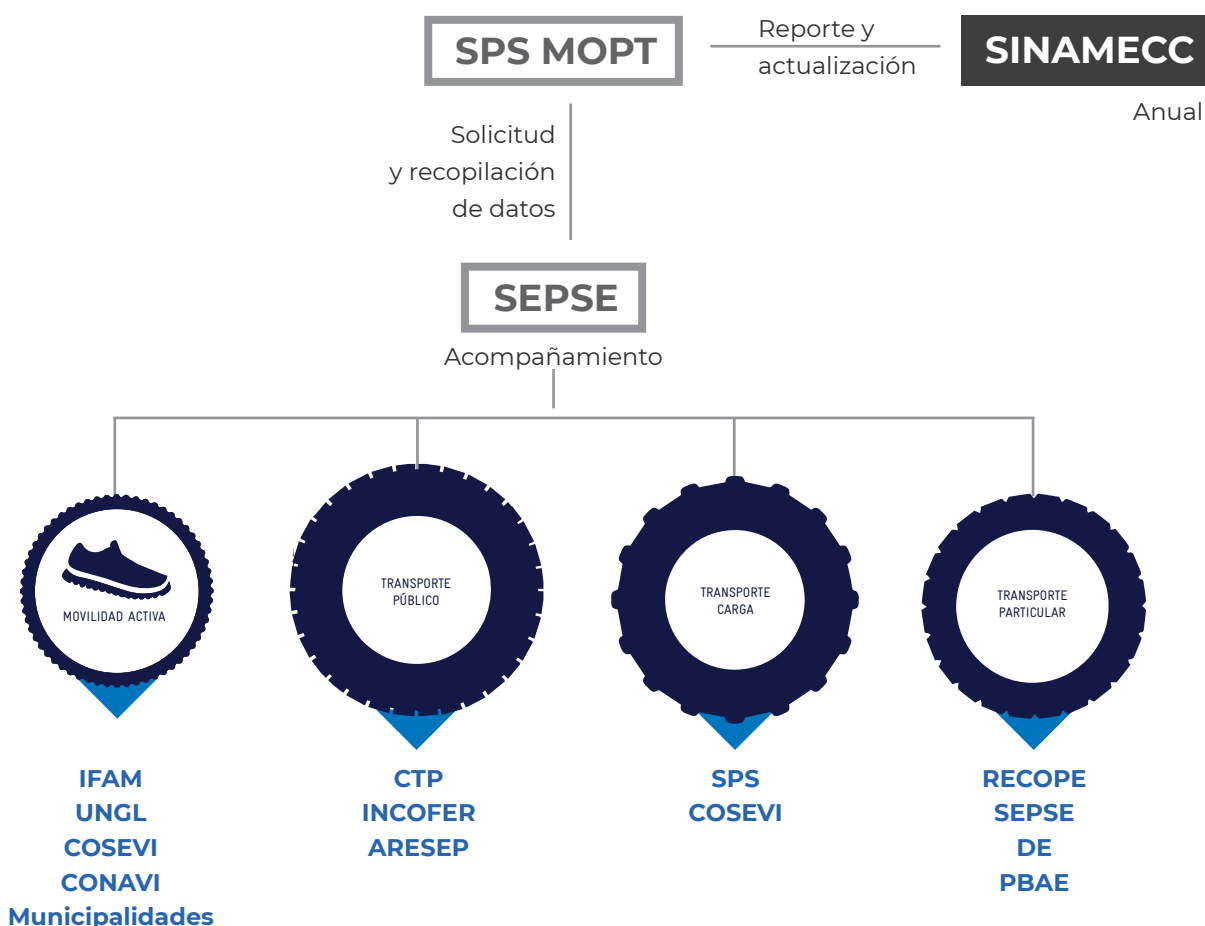 SPS MOPT
Reporte y
actualización
SINAMECC
Anual
Solicitud
y recopilación
de datos
SEPSE
Acompañamiento
MOVILIDAD ACTIVA
TRANSPORTE
PÚBLICO
TRANSPORTE
CARGA
TRANSPORTE
PARTICULAR
IFAM
UNGL
COSEVI
CONAVI
Municipalidades
CTP
INCOFER
ARESEP
SPS
COSEVI
RECOPE
SEPSE
DE
PBAE